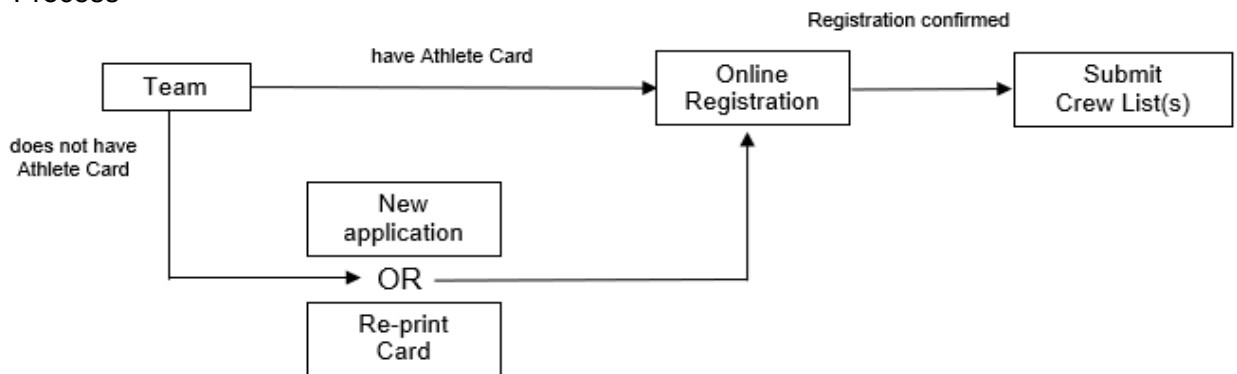 Registration confirmed
have Athlete Card
Team
Online
Registration
Submit
Crew List(s)
does not have
Athlete Card
New
application
OR
Re-print
Card